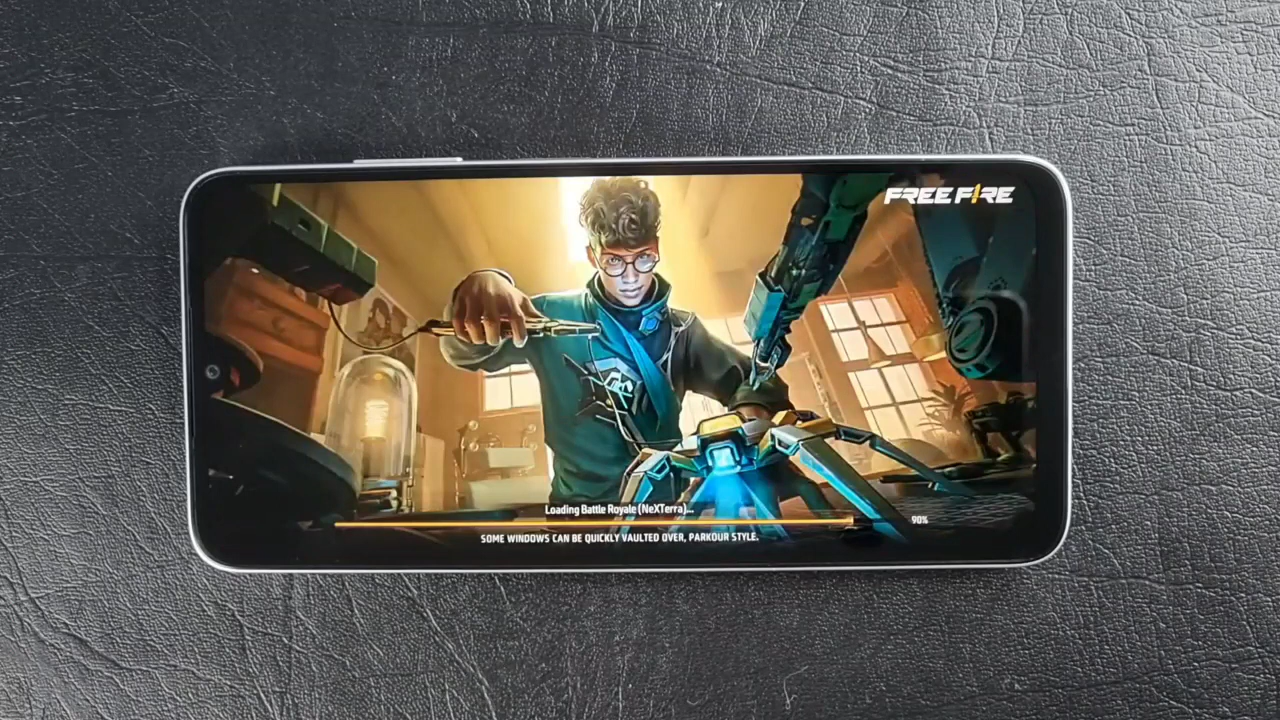 FREE FIRE
Loading Battle Royale (NeXTerra)...
90%
SOME WINDOWS CAN BE QUICKLY VAULTED OVER, PARKOUR STYLE.